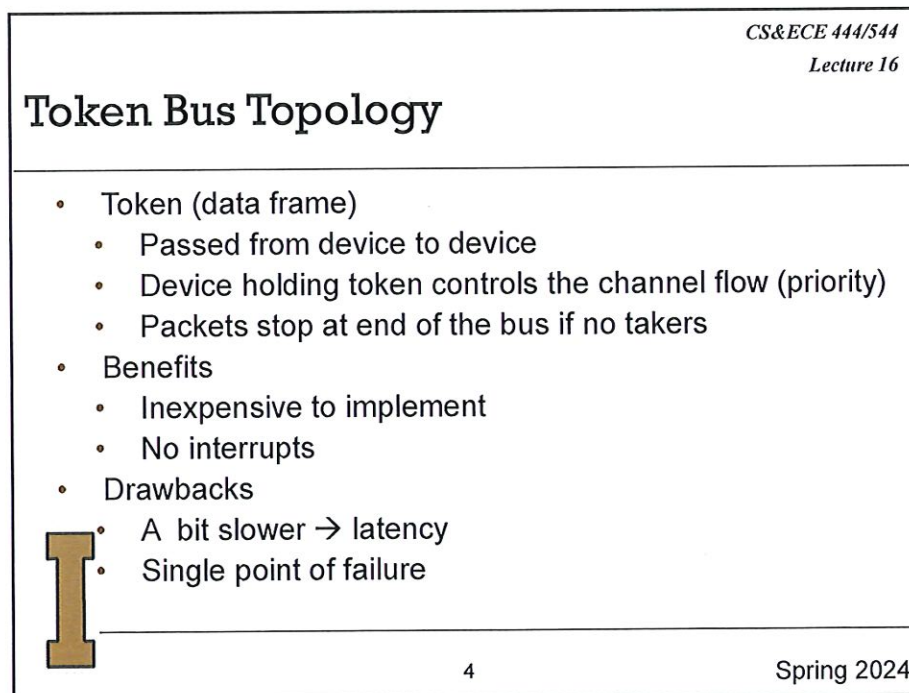 CS&ECE 444/544
Lecture 16
Token Bus Topology
• Token (data frame)
• Passed from device to device
• Device holding token controls the channel flow (priority)
• Packets stop at end of the bus if no takers
• Benefits
• Inexpensive to implement
• No interrupts
• Drawbacks
• A bit slower → latency
• Single point of failure
I
4
Spring 2024